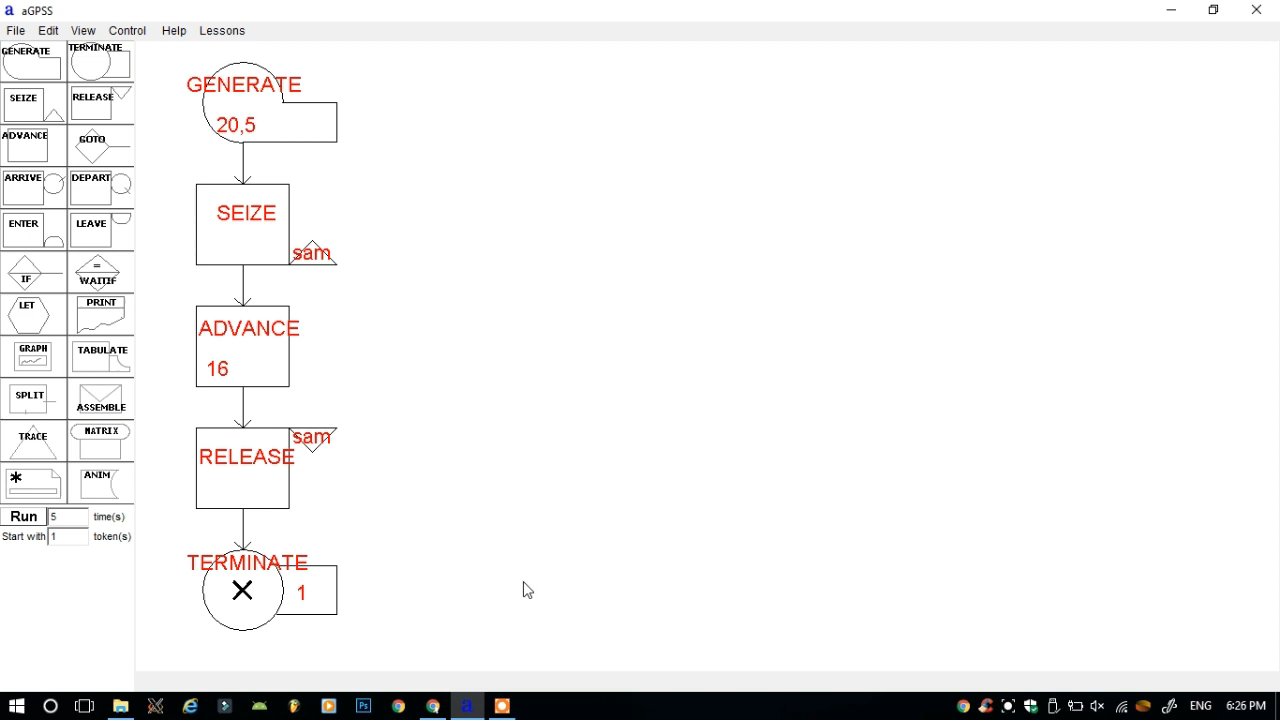 a aGPSS
File Edit View Control Help Lessons
GENERATE TERMINATE
SEIZE RELEASE
ADVANCE GOTO
ARRIVE DEPART
ENTER LEAVE
IF = WAITIF
LET PRINT
GRAPH TABULATE
SPLIT ASSEMBLE
TRACE MATRIX
* ANIM
Run 5 time(s)
Start with 1 token(s)
GENERATE
20,5
SEIZE
sam
ADVANCE
16
sam
RELEASE
TERMINATE
1
Ps a ENG 6:26 PM